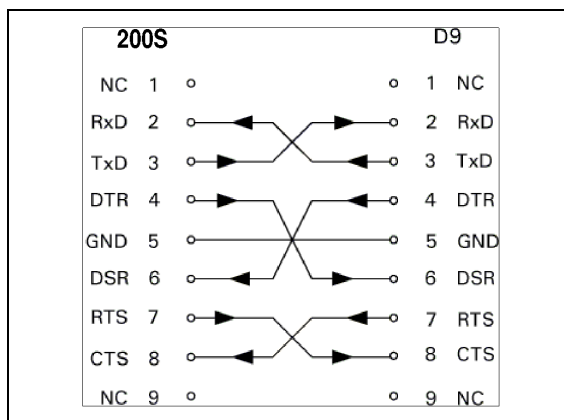 200S D9
NC 1 1 NC
RxD 2 2 RxD
TxD 3 3 TxD
DTR 4 4 DTR
GND 5 5 GND
DSR 6 6 DSR
RTS 7 7 RTS
CTS 8 8 CTS
NC 9 9 NC